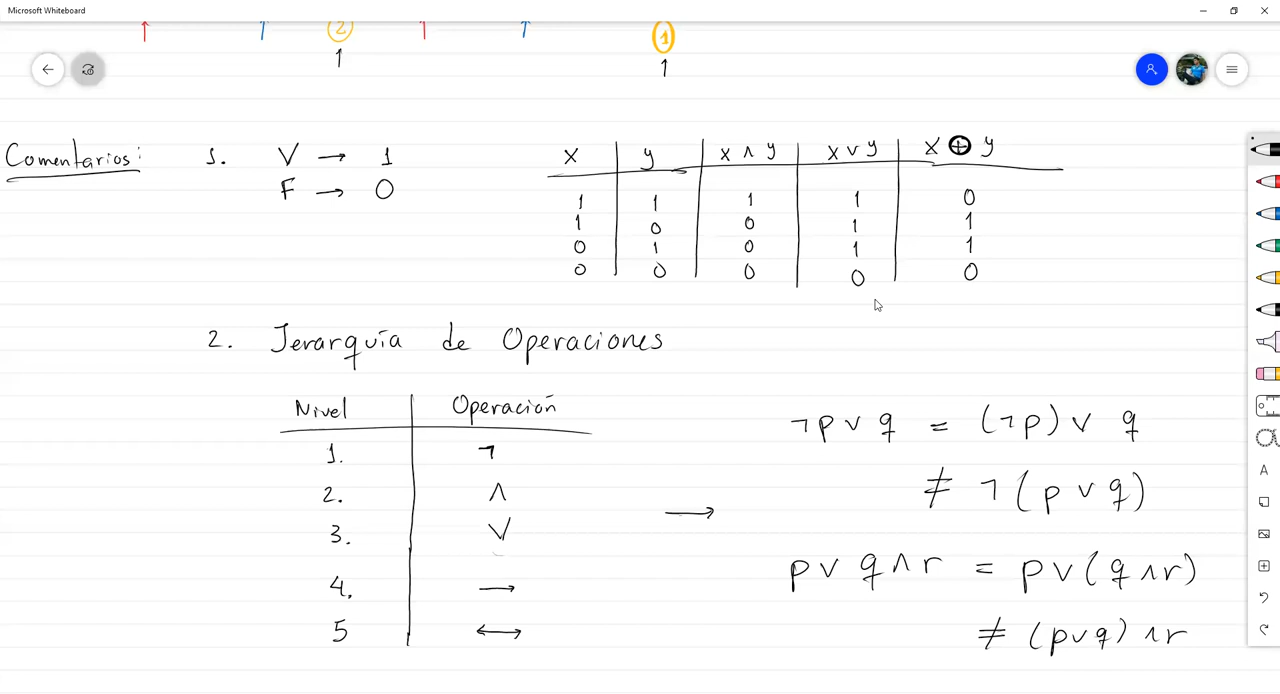 Microsoft Whiteboard
↑ ↑ ② ↑ ↑ ①
1 1
Comentarios: 1. V → 1
F → 0
x | y | x ∧ y | x ∨ y | x ⊕ y
1 | 1 | 1 | 1 | 0
1 | 0 | 0 | 1 | 1
0 | 1 | 0 | 1 | 1
0 | 0 | 0 | 0 | 0
2. Jerarquía de Operaciones
Nivel | Operación
1. | ¬
2. | ∧
3. | ∨
4. | →
5 | ↔
→
¬p ∨ q = (¬p) ∨ q
≠ ¬(p ∨ q)
p ∨ q ∧ r = p ∨ (q ∧ r)
≠ (p ∨ q) ∧ r
A